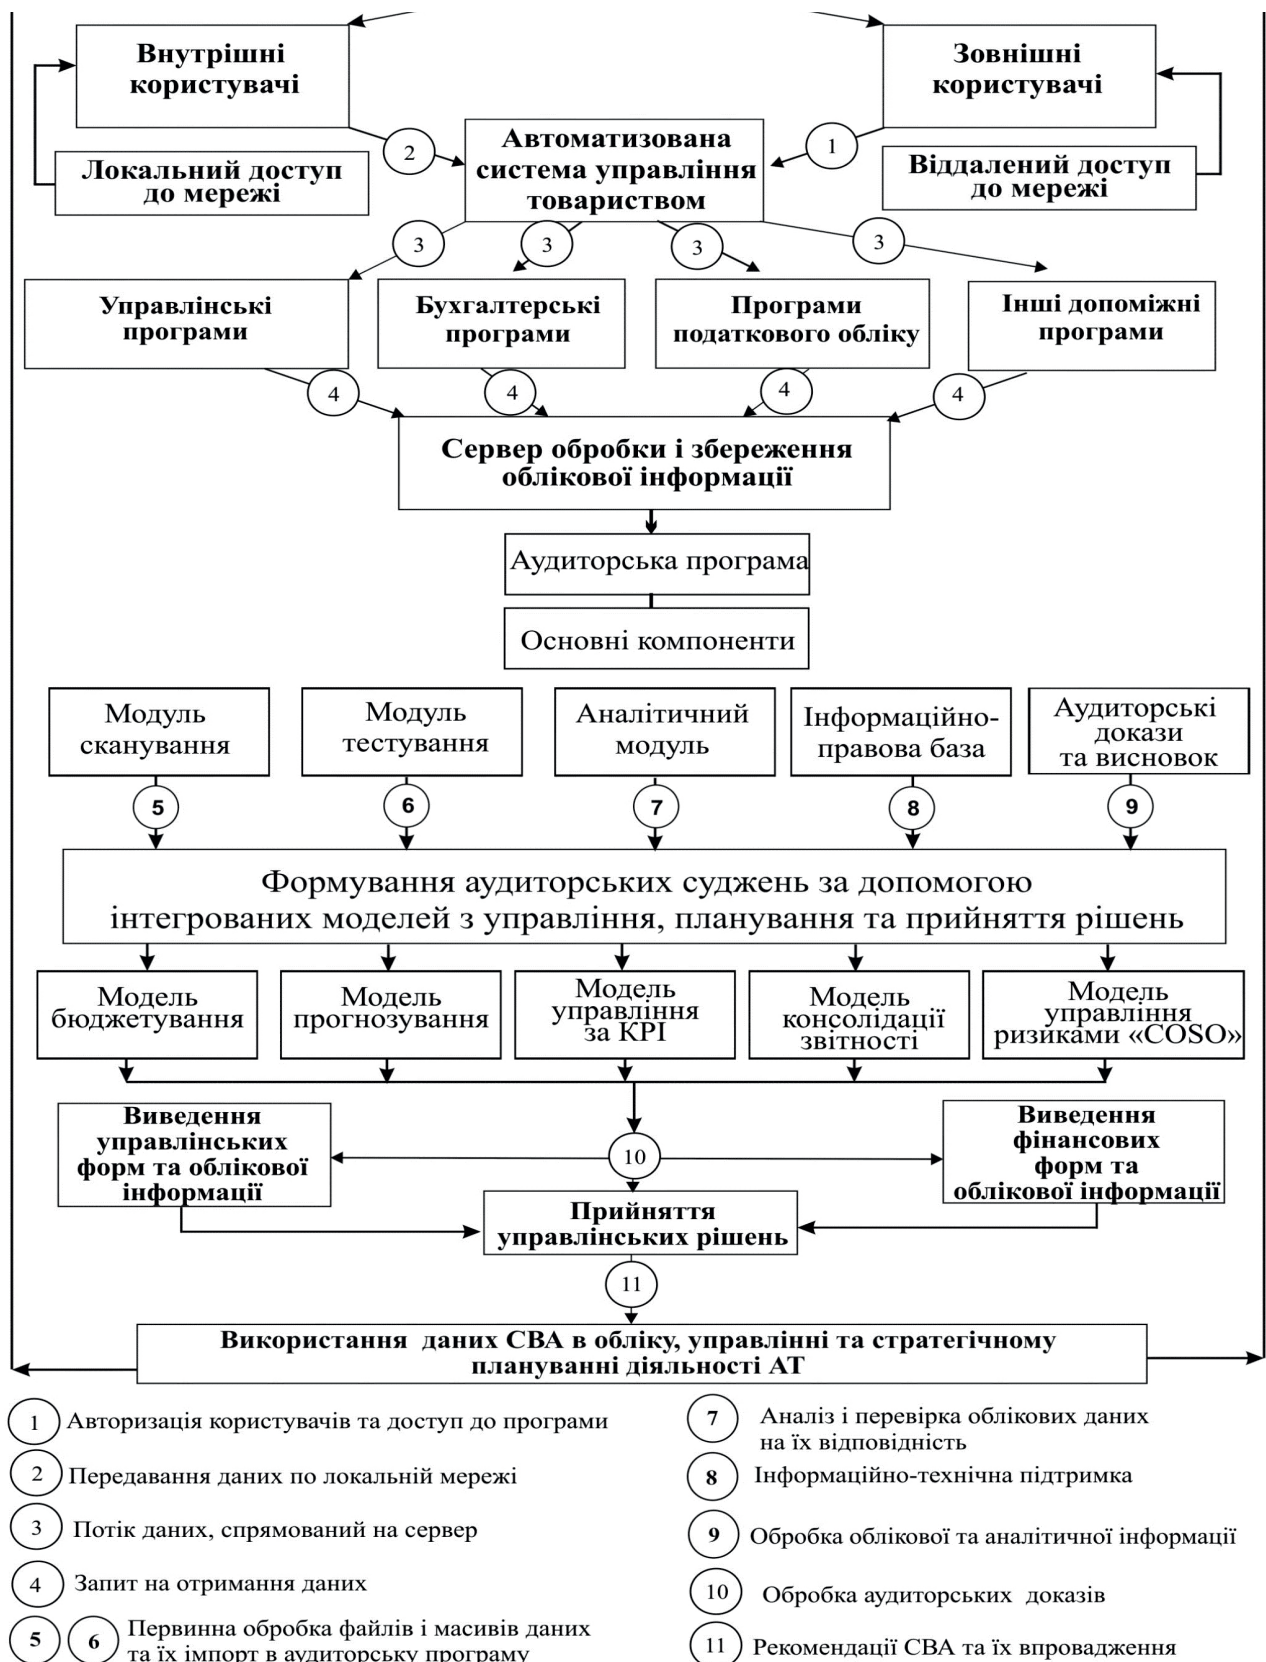 Внутрішні
користувачі
Зовнішні
користувачі
2
Автоматизована
система управління
товариством
1
Локальний доступ
до мережі
Віддалений доступ
до мережі
3
3
3
3
Управлінські
програми
Бухгалтерські
програми
Програми
податкового обліку
Інші допоміжні
програми
4
4
4
4
Сервер обробки і збереження
облікової інформації
Аудиторська програма
Основні компоненти
Модуль
сканування
Модуль
тестування
Аналітичний
модуль
Інформаційно-
правова база
Аудиторські
докази
та висновок
5
6
7
8
9
Формування аудиторських суджень за допомогою
інтегрованих моделей з управління, планування та прийняття рішень
Модель
бюджетування
Модель
прогнозування
Модель
управління
за KPI
Модель
консолідації
звітності
Модель
управління
ризиками «COSO»
Виведення
управлінських
форм та облікової
інформації
10
Виведення
фінансових
форм та
облікової інформації
Прийняття
управлінських рішень
11
Використання даних СВА в обліку, управлінні та стратегічному
плануванні діяльності АТ
1 Авторизація користувачів та доступ до програми
2 Передавання даних по локальній мережі
3 Потік даних, спрямований на сервер
4 Запит на отримання даних
5 6 Первинна обробка файлів і масивів даних
та їх імпорт в аудиторську програму
7 Аналіз і перевірка облікових даних
на їх відповідність
8 Інформаційно-технічна підтримка
9 Обробка облікової та аналітичної інформації
10 Обробка аудиторських доказів
11 Рекомендації СВА та їх впровадження